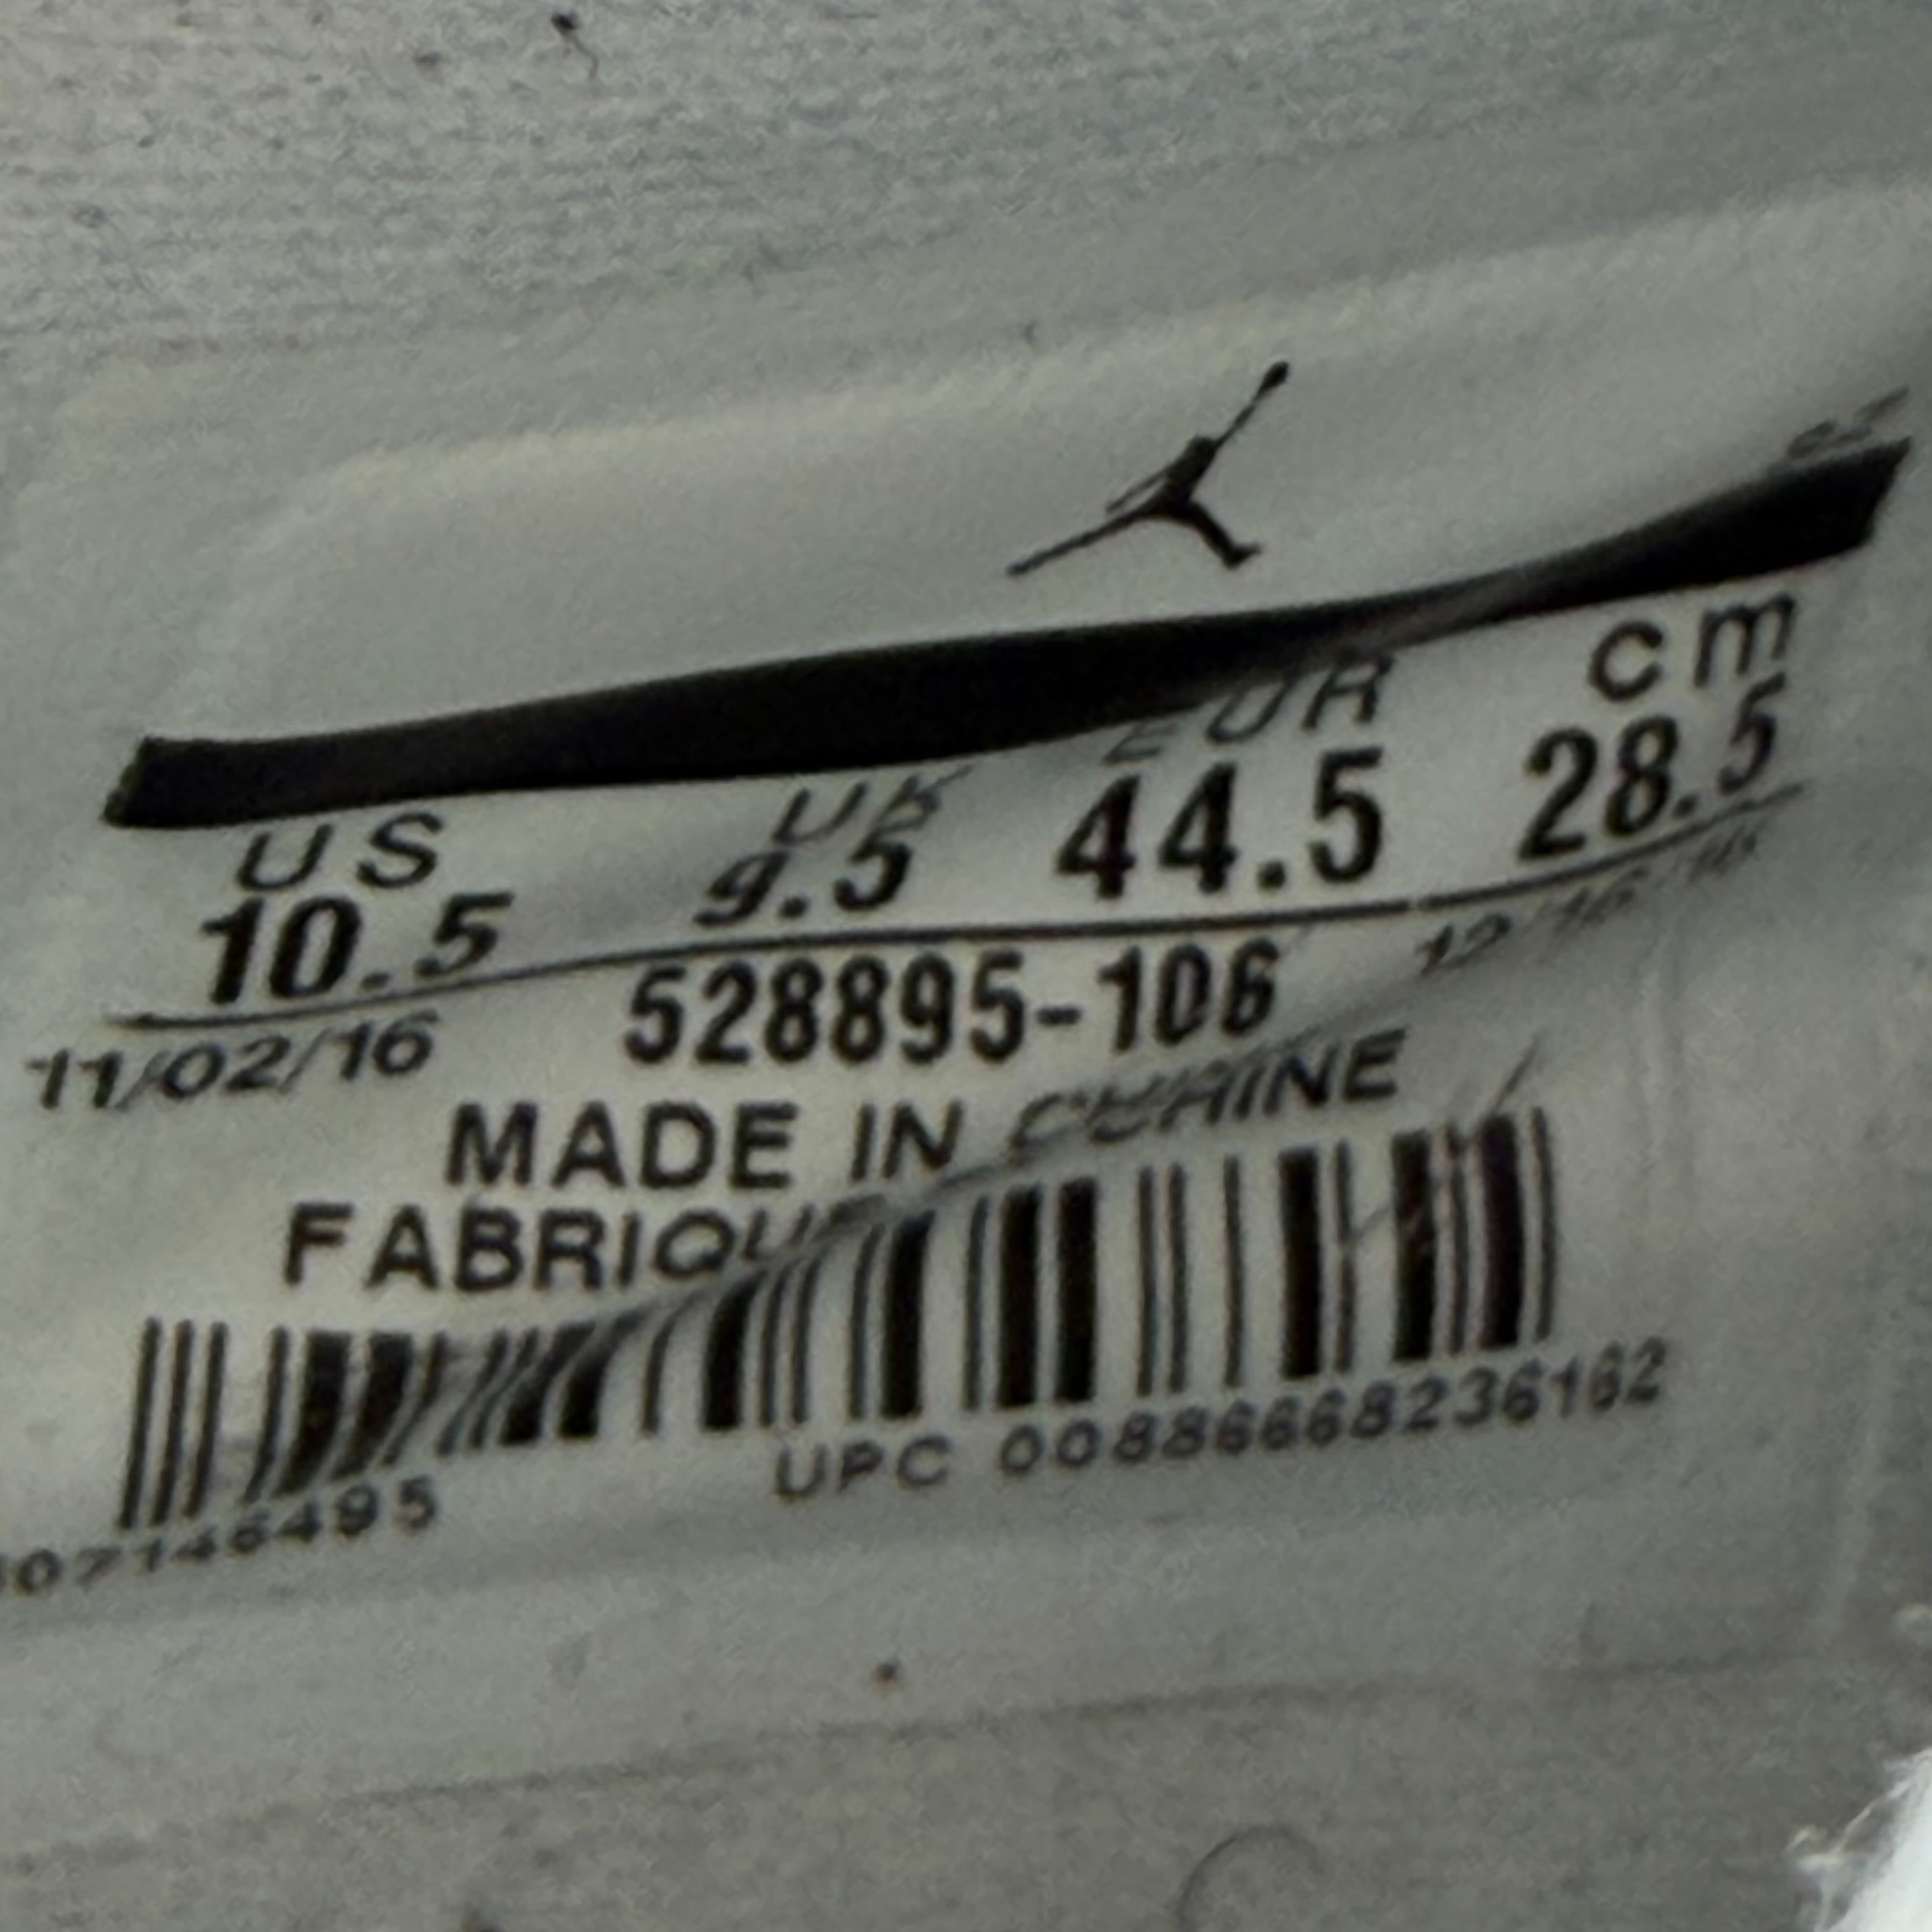 US UK EUR cm
10.5 9.5 44.5 28.5
11/02/16 528895-106
MADE IN
FABRIQU
UPC 00886668236162